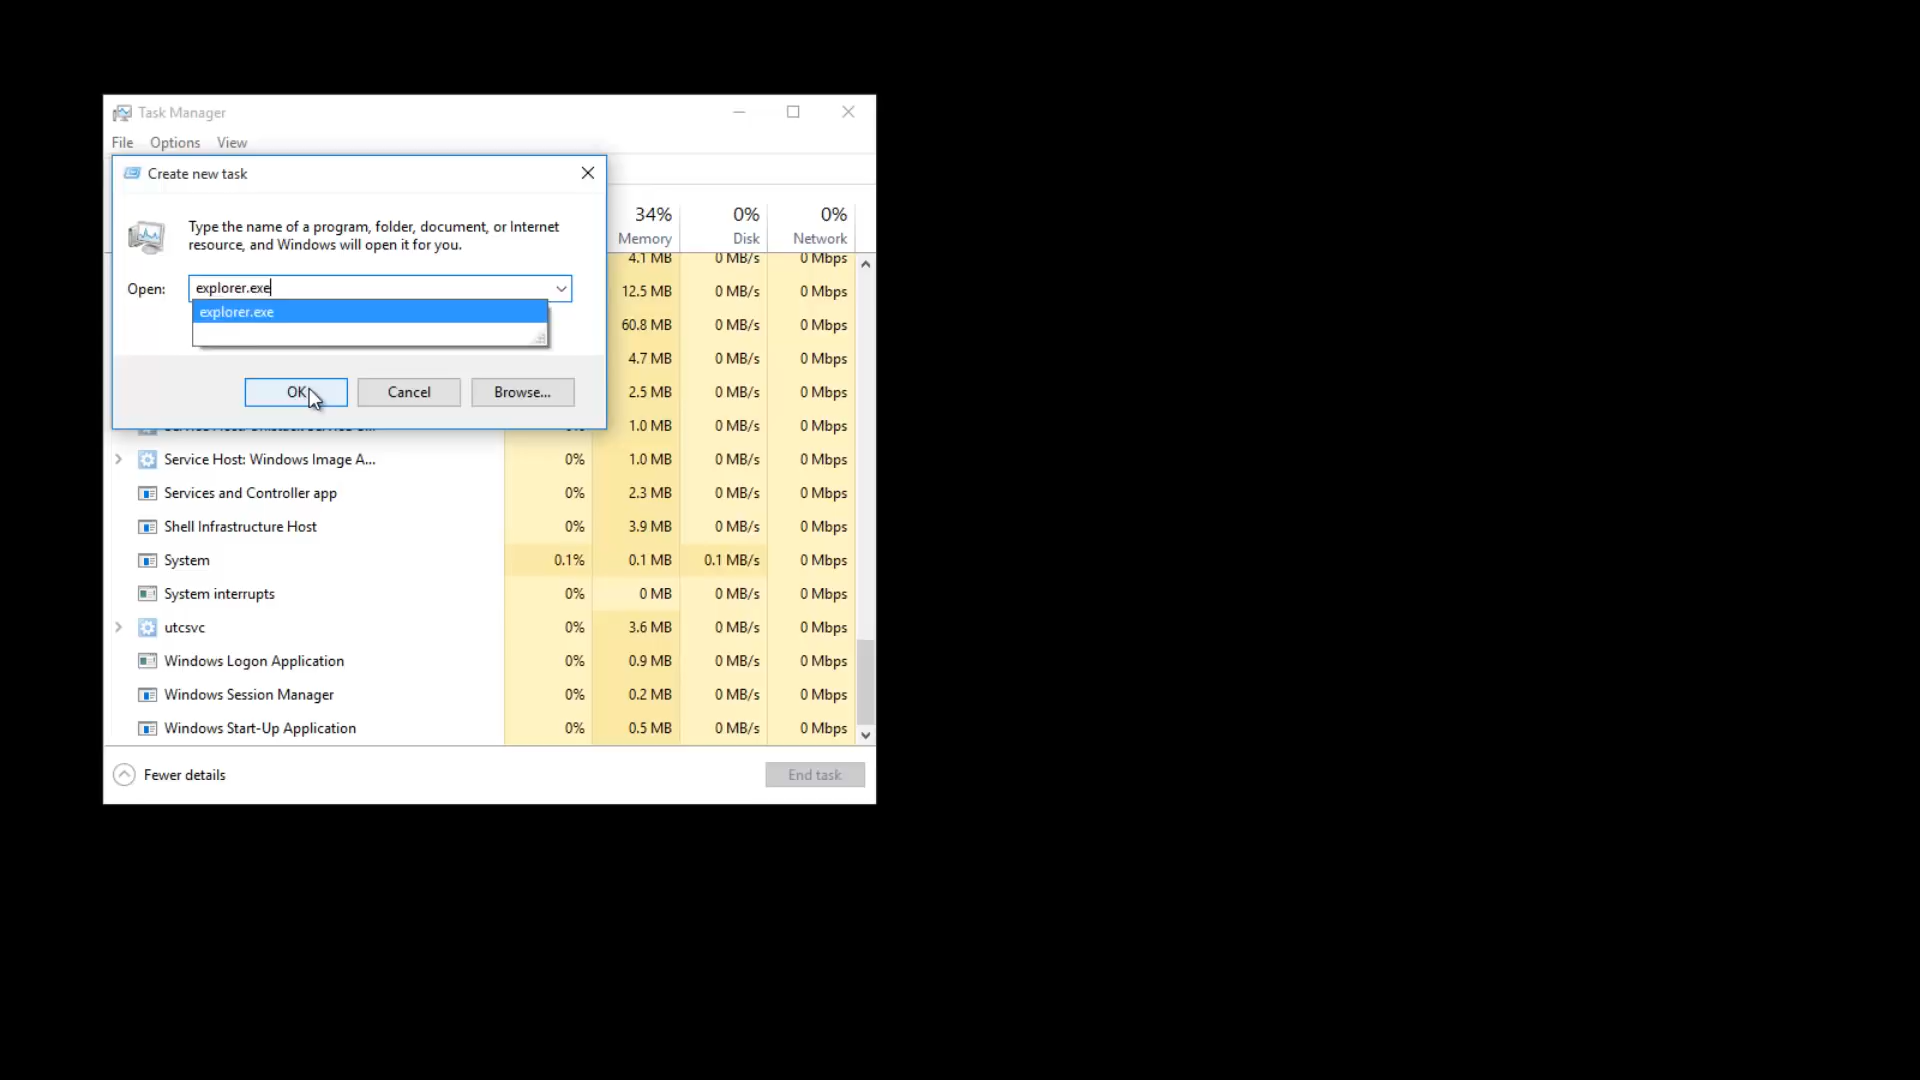 Task Manager
File Options View
Create new task
Type the name of a program, folder, document, or Internet
resource, and Windows will open it for you.
Open: explorer.exe
explorer.exe
OK Cancel Browse...
34% 0% 0%
Memory Disk Network
4.1 MB 0 MB/s 0 Mbps
12.5 MB 0 MB/s 0 Mbps
60.8 MB 0 MB/s 0 Mbps
4.7 MB 0 MB/s 0 Mbps
2.5 MB 0 MB/s 0 Mbps
1.0 MB 0 MB/s 0 Mbps
Service Host: Windows Image A... 0% 1.0 MB 0 MB/s 0 Mbps
Services and Controller app 0% 2.3 MB 0 MB/s 0 Mbps
Shell Infrastructure Host 0% 3.9 MB 0 MB/s 0 Mbps
System 0.1% 0.1 MB 0.1 MB/s 0 Mbps
System interrupts 0% 0 MB 0 MB/s 0 Mbps
utcsvc 0% 3.6 MB 0 MB/s 0 Mbps
Windows Logon Application 0% 0.9 MB 0 MB/s 0 Mbps
Windows Session Manager 0% 0.2 MB 0 MB/s 0 Mbps
Windows Start-Up Application 0% 0.5 MB 0 MB/s 0 Mbps
Fewer details End task